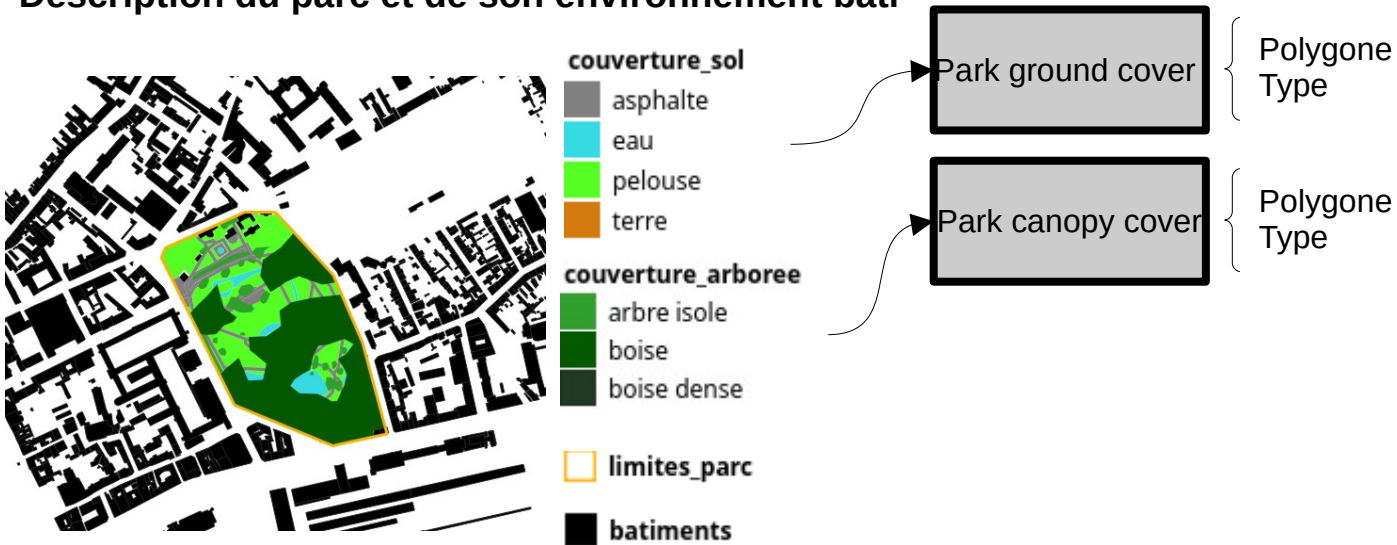 Description du parc et de son environnement bâti
couverture_sol
asphalte
eau
pelouse
terre
couverture_arboree
arbre isole
boise
boise dense
limites_parc
batiments
Park ground cover
Polygone
Type
Park canopy cover
Polygone
Type